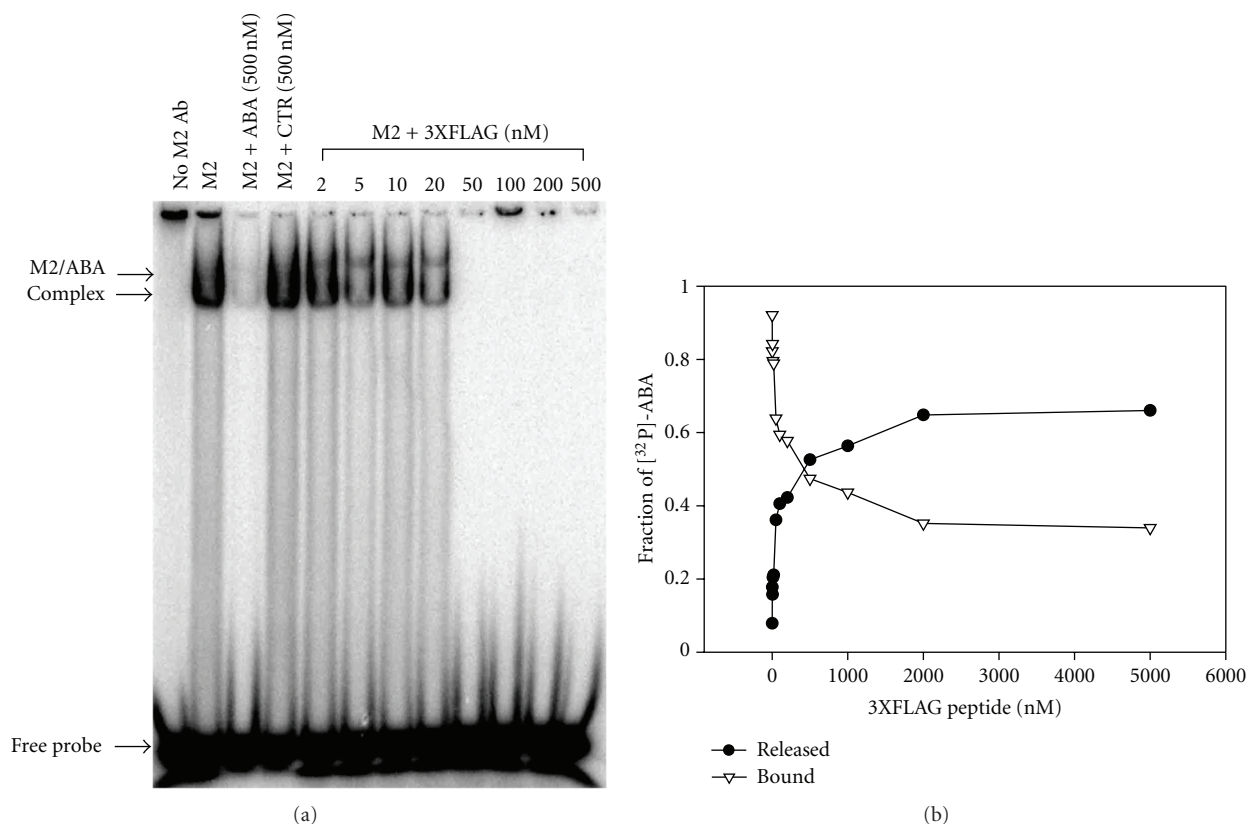 No M2 Ab
M2
M2 + ABA (500 nM)
M2 + CTR (500 nM)
M2 + 3XFLAG (nM)
2 5 10 20 50 100 200 500
M2/ABA
Complex
Free probe
(a)
1
0.8
0.6
0.4
0.2
0
Fraction of [32P]-ABA
0 1000 2000 3000 4000 5000 6000
3XFLAG peptide (nM)
Released
Bound
(b)